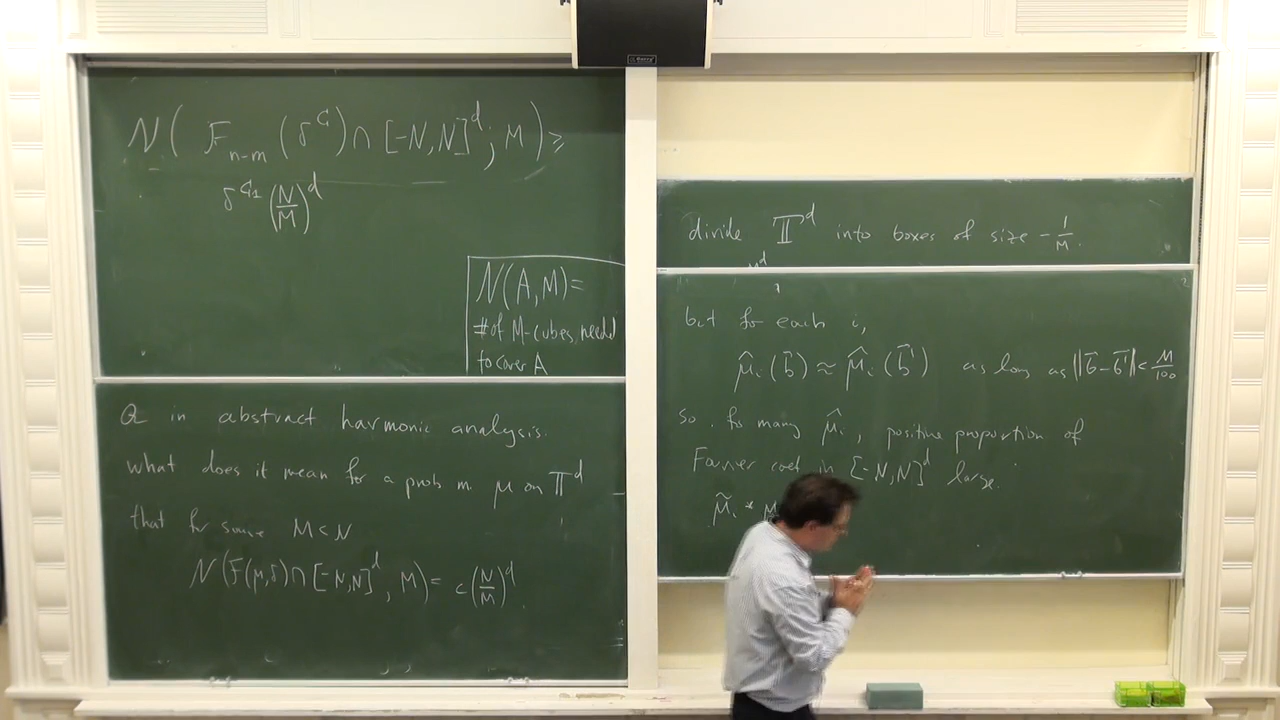 N( F_{n-m} (δ^{C}) ∩ [-N,N]^d ; M) ≥
δ^{C_1} (N/M)^d
N(A,M) =
# of M-cubes needed
to cover A
Q in abstract harmonic analysis.
what does it mean for a prob m. μ on 𝕋^d
that for some M<N
N(F(μ,δ) ∩ [-N,N]^d, M) = c(N/M)^d
divide 𝕋^d into boxes of size ~ 1/M.
but for each i,
μ̂_i(b̄) ≈ μ̂_i(b̄') as long as ||b̄-b̄'|| < M/100
so. for many μ̂_i, positive proportion of
Fourier coef in [-N,N]^d large.
μ̃_i *